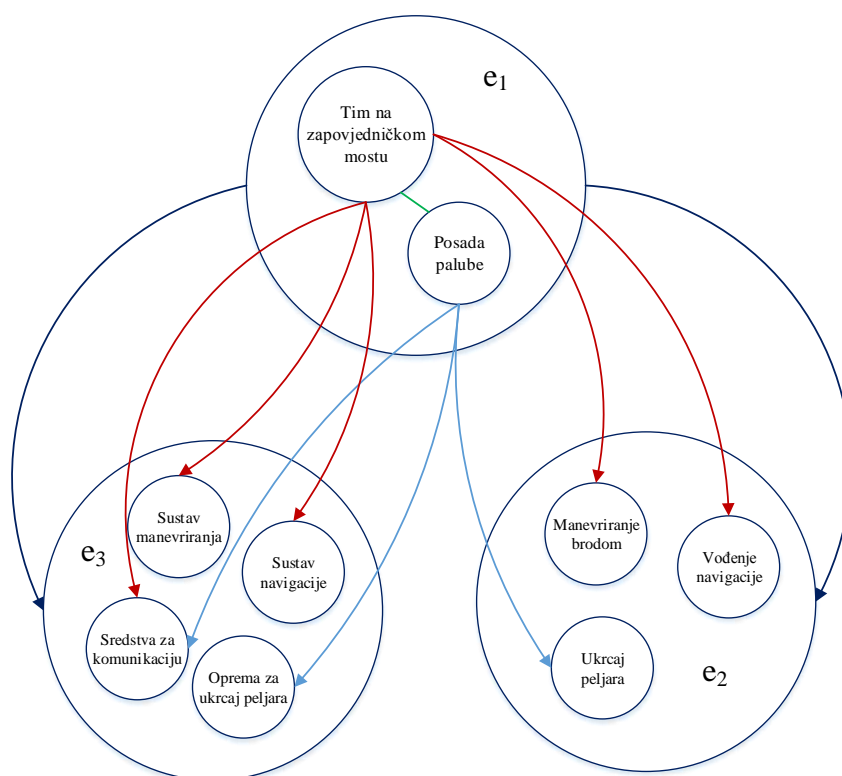 e₁
Tim na
zapovjedničkom
mostu
Posada
palube
Sustav
manevriranja
e₃
Sustav
navigacije
Sredstva za
komunikaciju
Oprema za
ukrcaj peljara
Manevriranje
brodom
Vođenje
navigacije
Ukrcaj
peljara
e₂